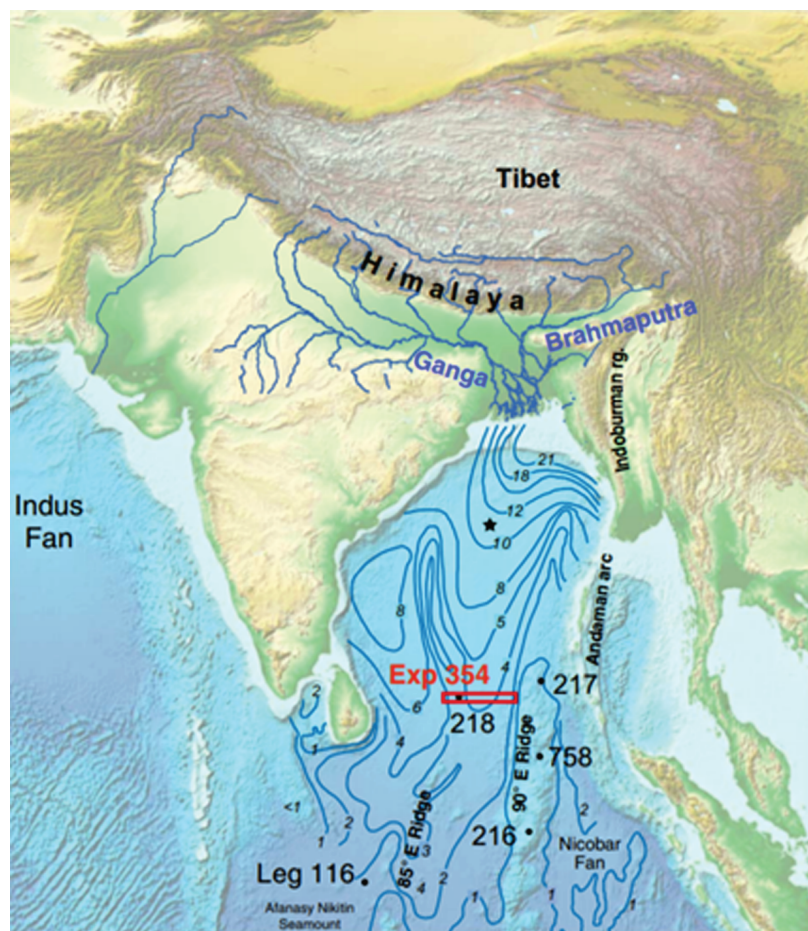 Tibet
Himalaya
Brahmaputra
Ganga
Indoburman rg.
21
18
12
10
Indus
Fan
Andaman arc
8
8
5
4
Exp 354
217
2
6
218
1
4
90° E Ridge
758
<1
2
2
85° E Ridge
216
1
3
Nicobar
Fan
Leg 116
4
2
1
1
1
Afanasy Nikitin
Seamount